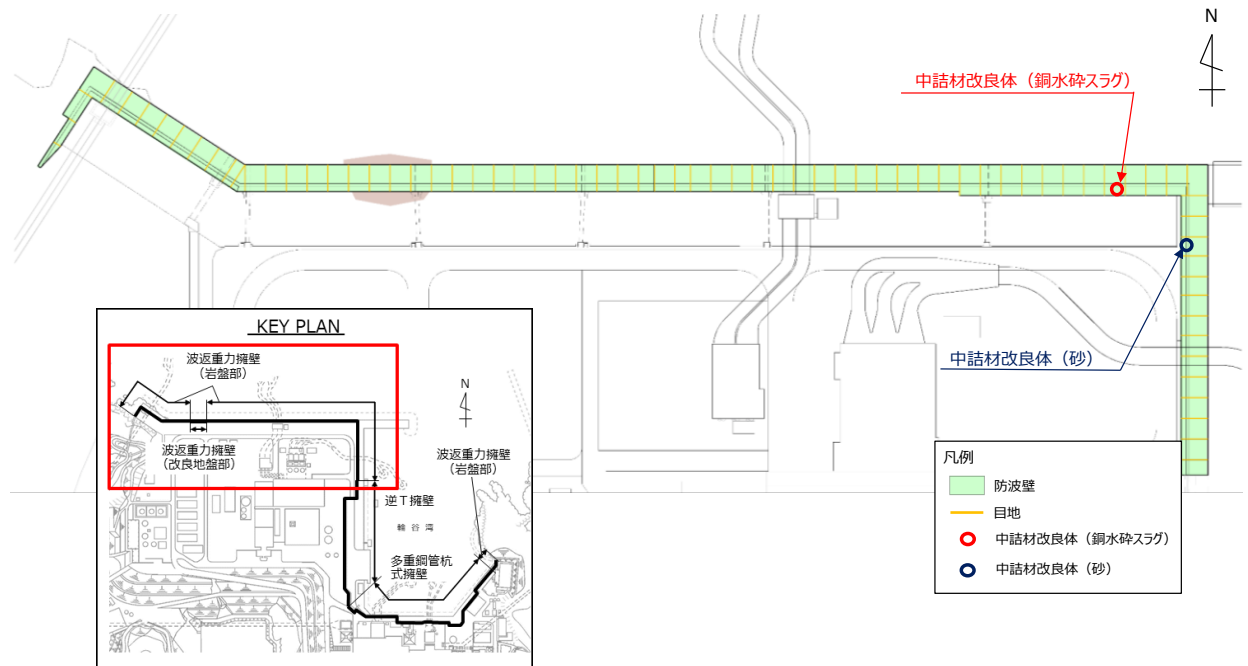 N
中詰材改良体（銅水砕スラグ）
中詰材改良体（砂）
KEY PLAN
波返重力擁壁
（岩盤部）
N
波返重力擁壁
（改良地盤部）
波返重力擁壁
（岩盤部）
逆Ｔ擁壁
輪谷湾
多重鋼管杭
式擁壁
凡例
防波壁
目地
中詰材改良体（銅水砕スラグ）
中詰材改良体（砂）